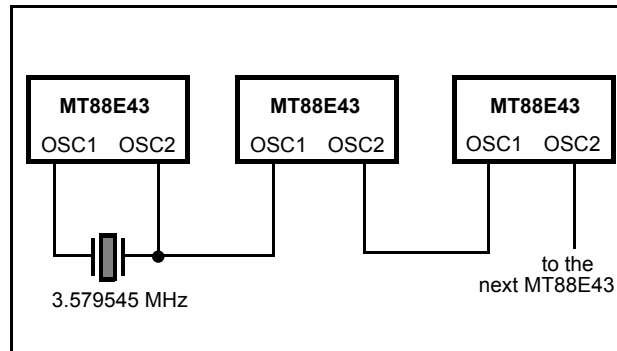 MT88E43 MT88E43 MT88E43
OSC1 OSC2 OSC1 OSC2 OSC1 OSC2
3.579545 MHz
to the
next MT88E43